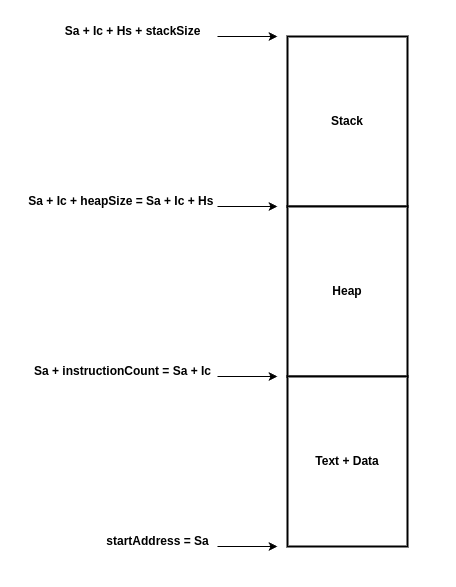 Sa + Ic + Hs + stackSize
Stack
Sa + Ic + heapSize = Sa + Ic + Hs
Heap
Sa + instructionCount = Sa + Ic
Text + Data
startAddress = Sa